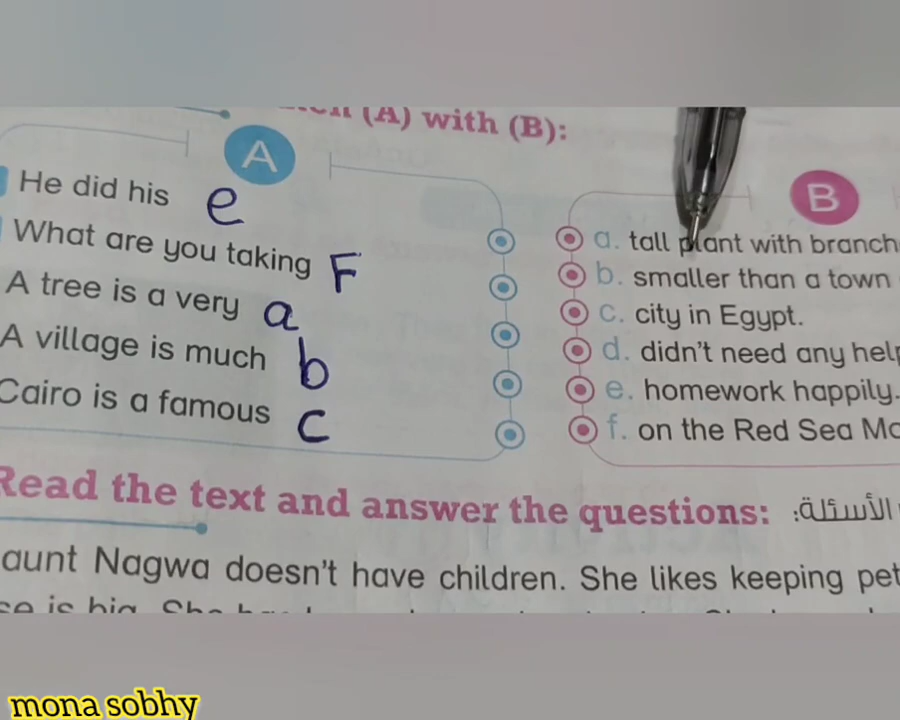 (A) with (B):
A
He did his e
What are you taking F
A tree is a very a
A village is much b
Cairo is a famous c
B
a. tall plant with branch
b. smaller than a town
c. city in Egypt.
d. didn't need any help
e. homework happily.
f. on the Red Sea Mo
Read the text and answer the questions: الأسئلة:
aunt Nagwa doesn't have children. She likes keeping pet
mona sobhy